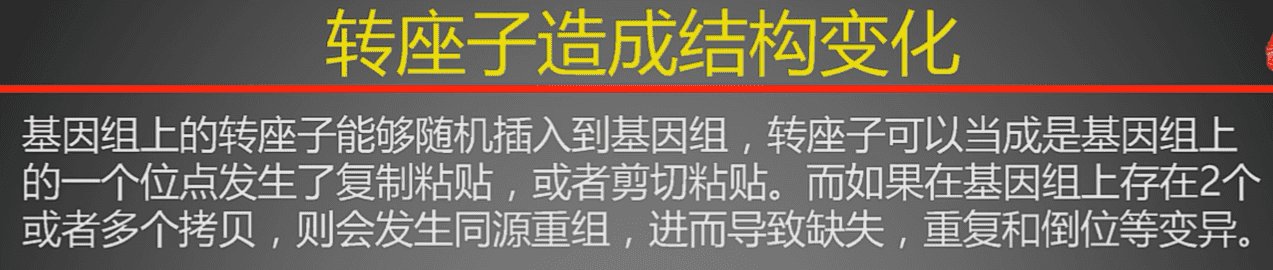 转座子造成结构变化
基因组上的转座子能够随机插入到基因组，转座子可以当成是基因组上
的一个位点发生了复制粘贴，或者剪切粘贴。而如果在基因组上存在2个
或者多个拷贝，则会发生同源重组，进而导致缺失，重复和倒位等变异。